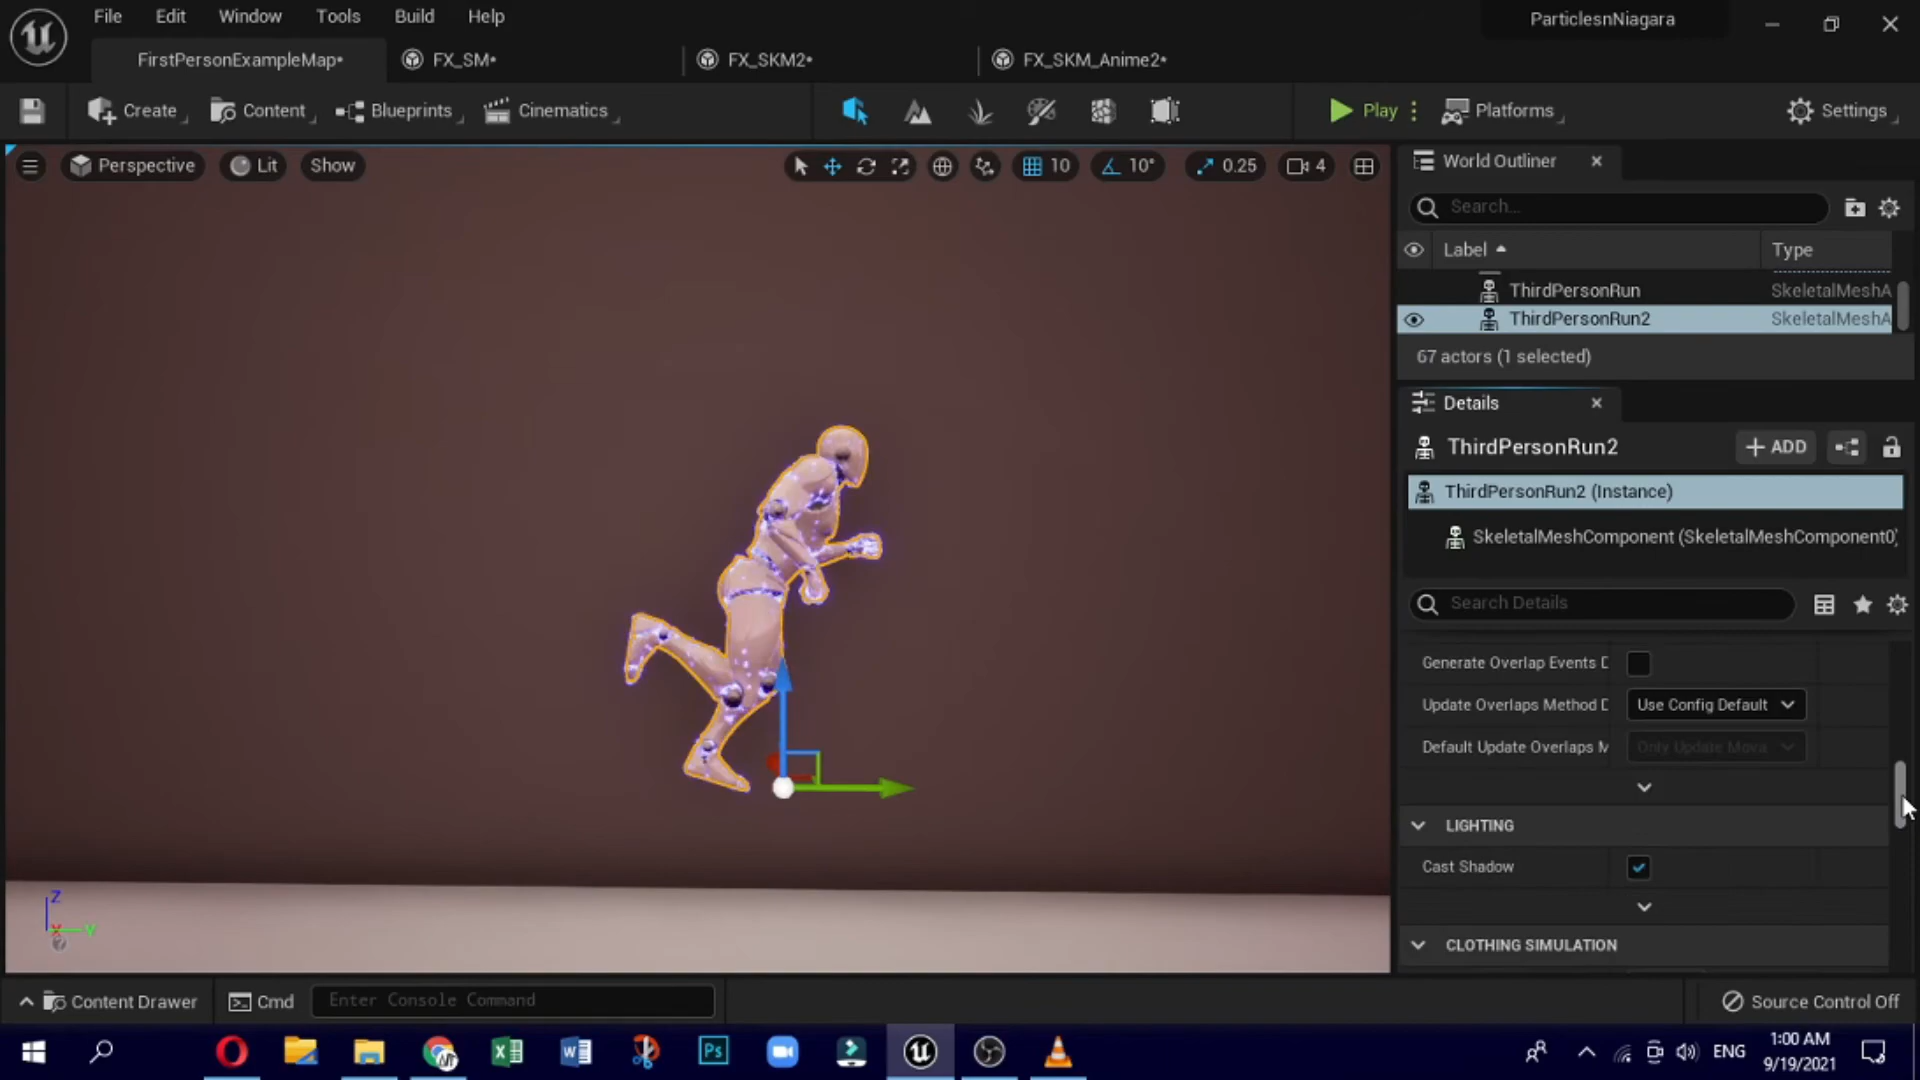 File Edit Window Tools Build Help
ParticlesnNiagara
FirstPersonExampleMap* FX_SM* FX_SKM2* FX_SKM_Anime2*
Create Content Blueprints Cinematics Play Platforms Settings
Perspective Lit Show 10 10° 0.25 4
World Outliner
Search...
Label Type
ThirdPersonRun SkeletalMeshA
ThirdPersonRun2 SkeletalMeshA
67 actors (1 selected)
Details
ThirdPersonRun2 + ADD
ThirdPersonRun2 (Instance)
SkeletalMeshComponent (SkeletalMeshComponent0)
Search Details
Generate Overlap Events D
Update Overlaps Method D Use Config Default
Default Update Overlaps M Only Update Mova
LIGHTING
Cast Shadow
CLOTHING SIMULATION
Z
X Y
Content Drawer Cmd Enter Console Command Source Control Off
Ps ENG 1:00 AM
9/19/2021